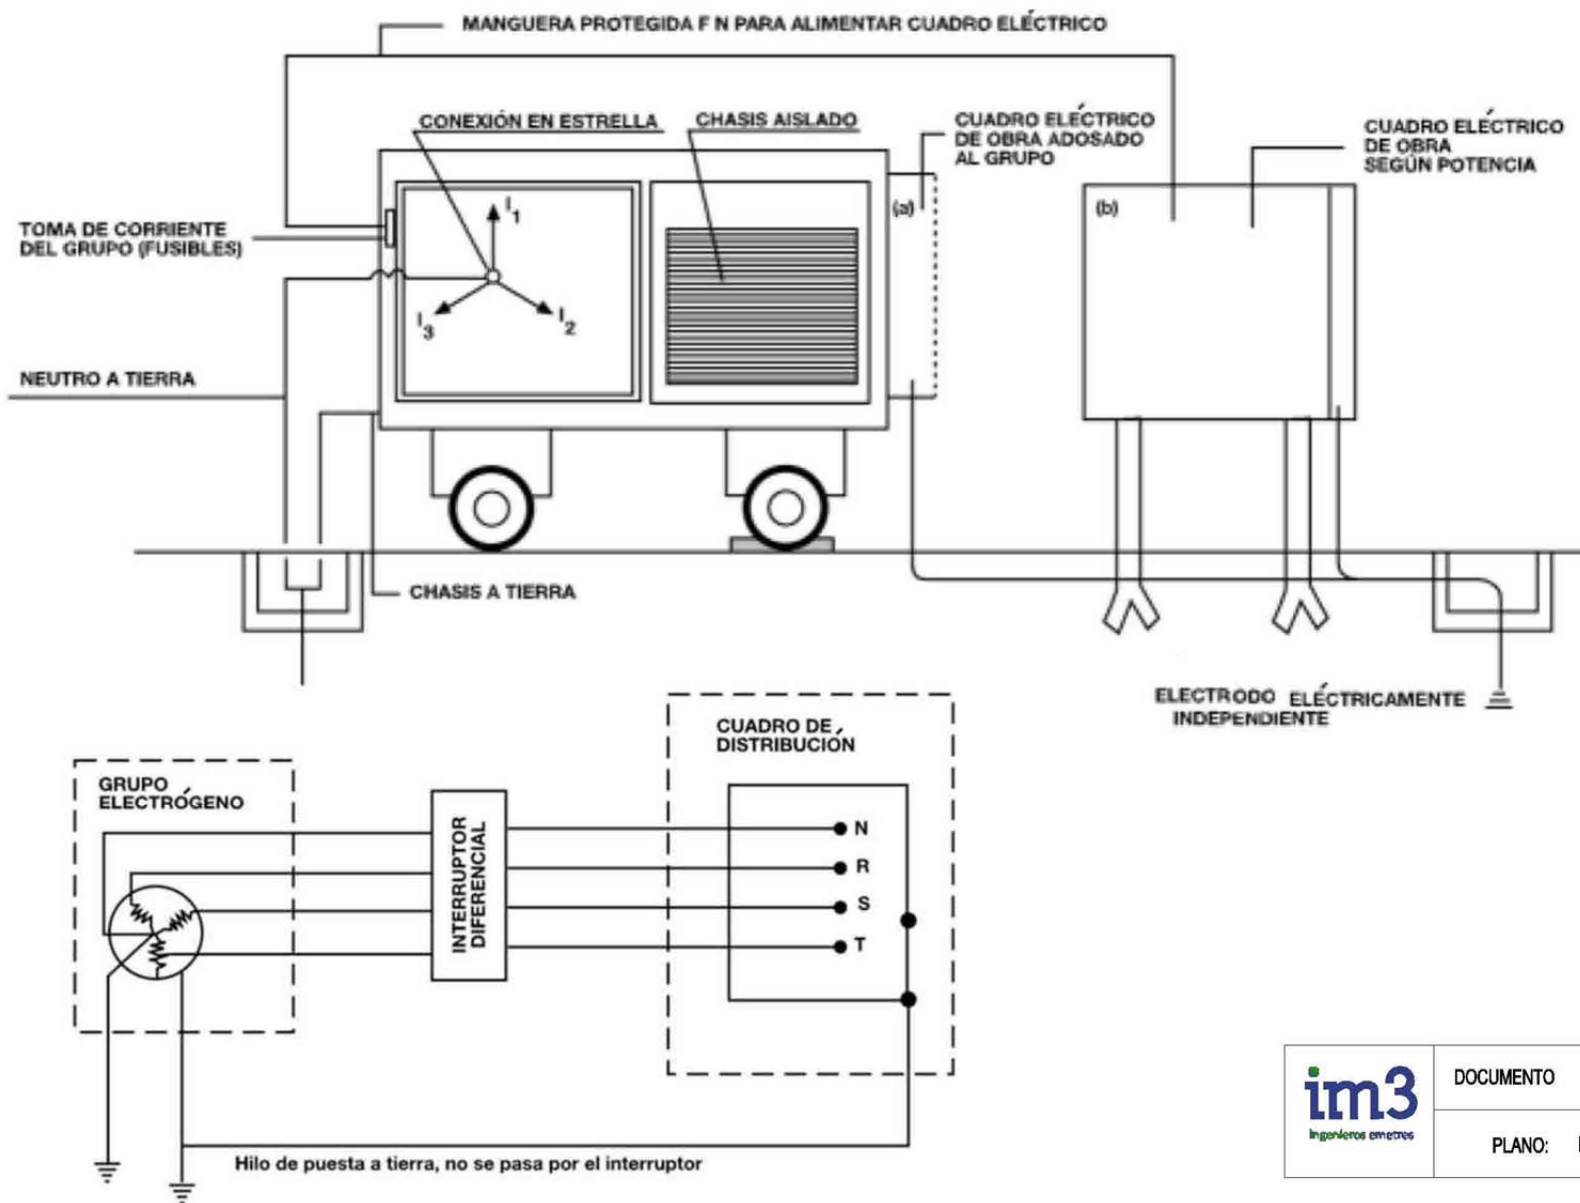 MANGUERA PROTEGIDA F N PARA ALIMENTAR CUADRO ELÉCTRICO
CONEXIÓN EN ESTRELLA
CHASIS AISLADO
CUADRO ELÉCTRICO
DE OBRA ADOSADO
AL GRUPO
CUADRO ELÉCTRICO
DE OBRA
SEGÚN POTENCIA
TOMA DE CORRIENTE
DEL GRUPO (FUSIBLES)
I1
I2
I3
(a)
(b)
NEUTRO A TIERRA
CHASIS A TIERRA
ELECTRODO ELÉCTRICAMENTE
INDEPENDIENTE
GRUPO
ELECTRÓGENO
INTERRUPTOR
DIFERENCIAL
CUADRO DE
DISTRIBUCIÓN
N
R
S
T
Hilo de puesta a tierra, no se pasa por el interruptor
im3
ingenieros emetres
DOCUMENTO
PLANO: